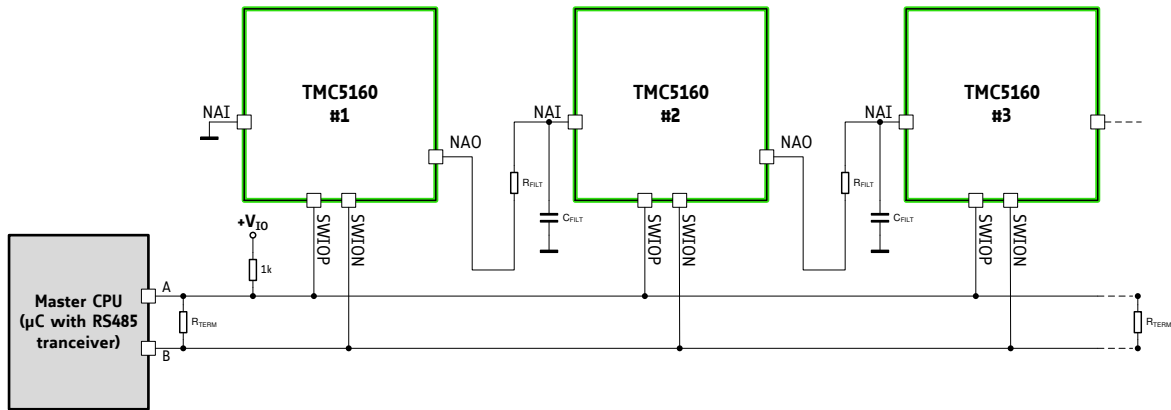 TMC5160
#1
TMC5160
#2
TMC5160
#3
NAI
NAI
NAI
NAO
NAO
RFILT
RFILT
CFILT
CFILT
SWIOP
SWION
SWIOP
SWION
SWIOP
SWION
+VIO
1k
Master CPU
(µC with RS485
tranceiver)
A
B
RTERM
RTERM